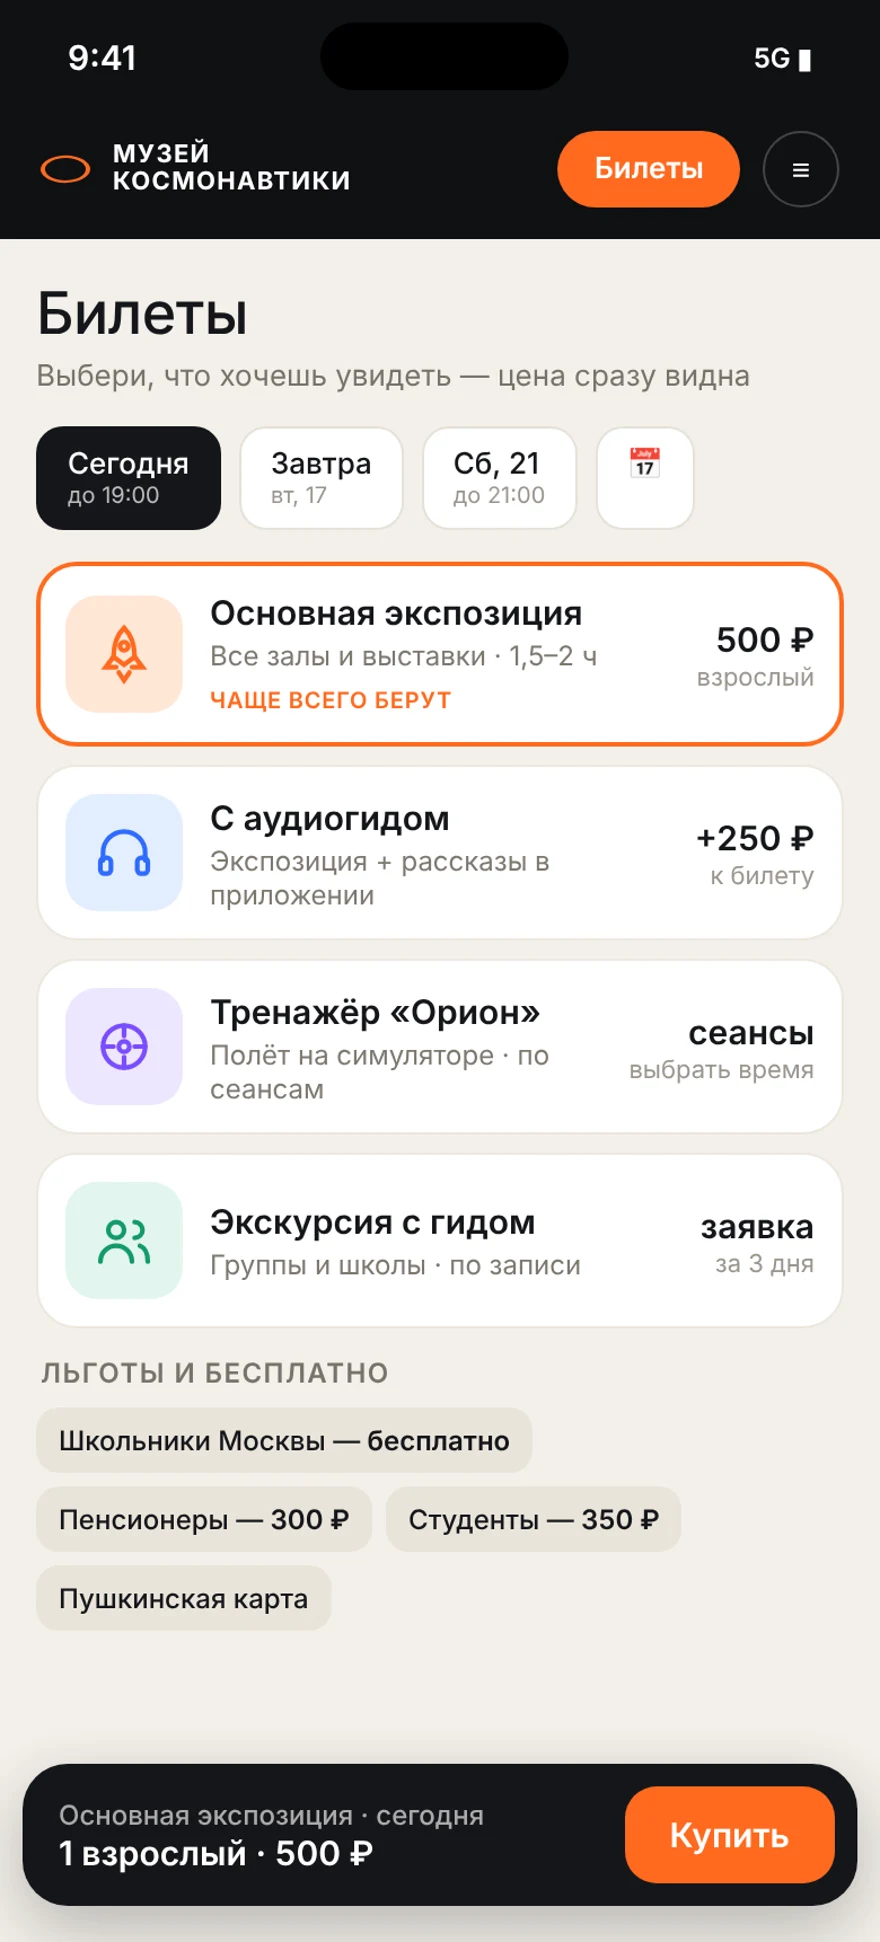 9:41
5G
МУЗЕЙ
КОСМОНАВТИКИ
Билеты
≡
Билеты
Выбери, что хочешь увидеть — цена сразу видна
Сегодня
до 19:00
Завтра
вт, 17
Сб, 21
до 21:00
July
17
Основная экспозиция
Все залы и выставки · 1,5–2 ч
ЧАЩЕ ВСЕГО БЕРУТ
500 ₽
взрослый
С аудиогидом
Экспозиция + рассказы в
приложении
+250 ₽
к билету
Тренажёр «Орион»
Полёт на симуляторе · по
сеансам
сеансы
выбрать время
Экскурсия с гидом
Группы и школы · по записи
заявка
за 3 дня
ЛЬГОТЫ И БЕСПЛАТНО
Школьники Москвы — бесплатно
Пенсионеры — 300 ₽
Студенты — 350 ₽
Пушкинская карта
Основная экспозиция · сегодня
1 взрослый · 500 ₽
Купить